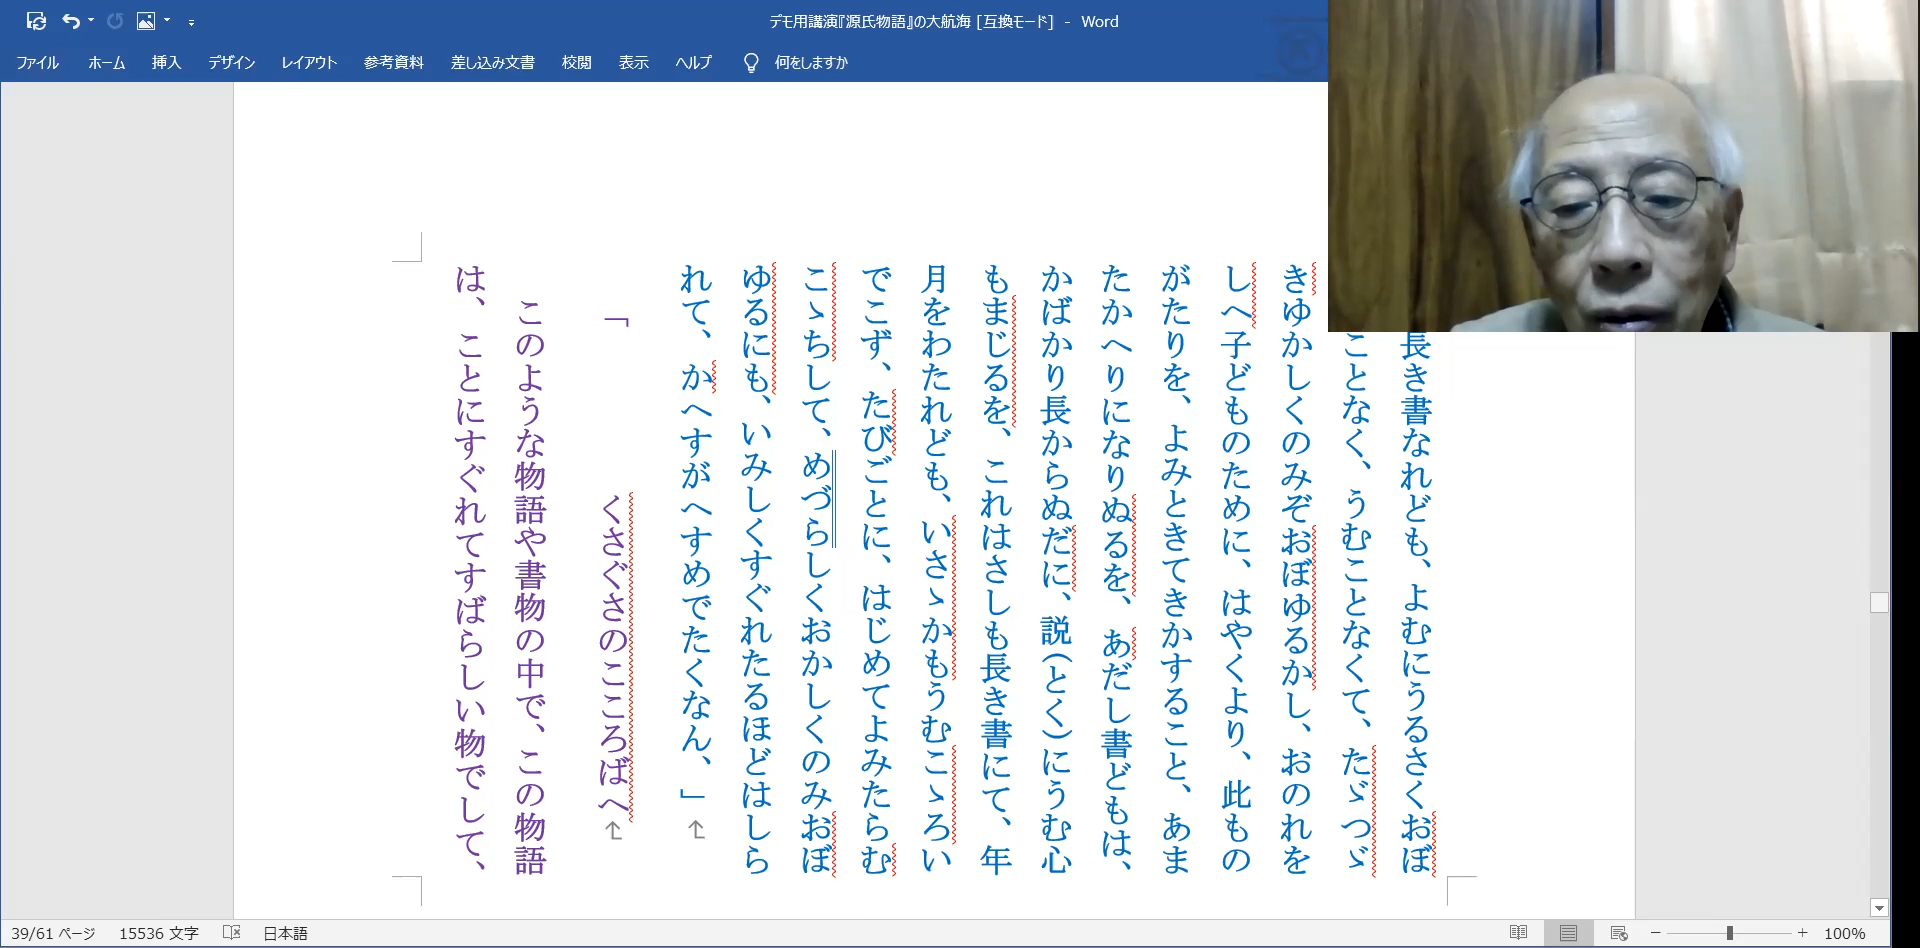 デモ用講演『源氏物語』の大航海 [互換モード] - Word
ファイル ホーム 挿入 デザイン レイアウト 参考資料 差し込み文書 校閲 表示 ヘルプ 何をしますか
長き書なれども、よむにうるさくおぼ
ことなく、うむことなくて、たゞつゞ
きゆかしくのみぞおぼゆるかし、おのれを
しへ子どものために、はやくより、此もの
がたりを、よみときてきかすること、あま
たかへりになりぬるを、あだし書どもは、
かばかり長からぬだに、説(とく)にうむ心
もまじるを、これはさしも長き書にて、年
月をわたれども、いさゝかもうむこゝろい
でこず、たびごとに、はじめてよみたらむ
こゝちして、めづらしくおかしくのみおぼ
ゆるにも、いみしくすぐれたるほどはしら
れて、かへすがへすめでたくなん、」
「 くさぐさのこころばへ
このような物語や書物の中で、この物語
は、ことにすぐれてすばらしい物でして、
39/61 ページ 15536 文字 日本語 100%